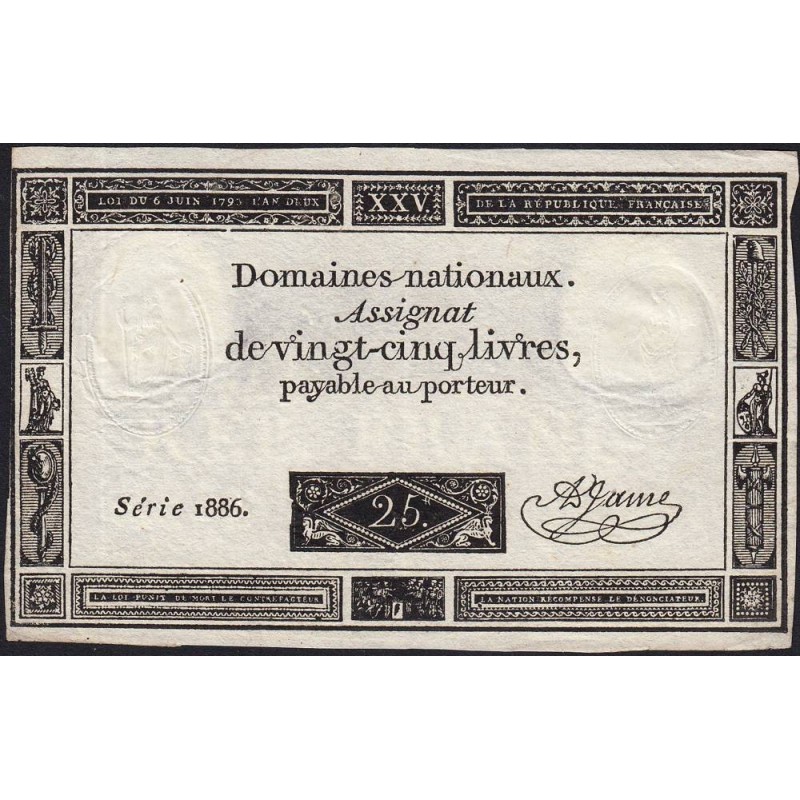 LOI DU 6 JUIN 1793 L'AN DEUX
XXV.
DE LA RÉPUBLIQUE FRANÇAISE
Domaines nationaux.
Assignat
de vingt-cinq livres,
payable au porteur.
Série 1886.
25.
A Jame
LA LOI PUNIT DE MORT LE CONTREFACTEUR
LA NATION RÉCOMPENSE LE DÉNONCIATEUR